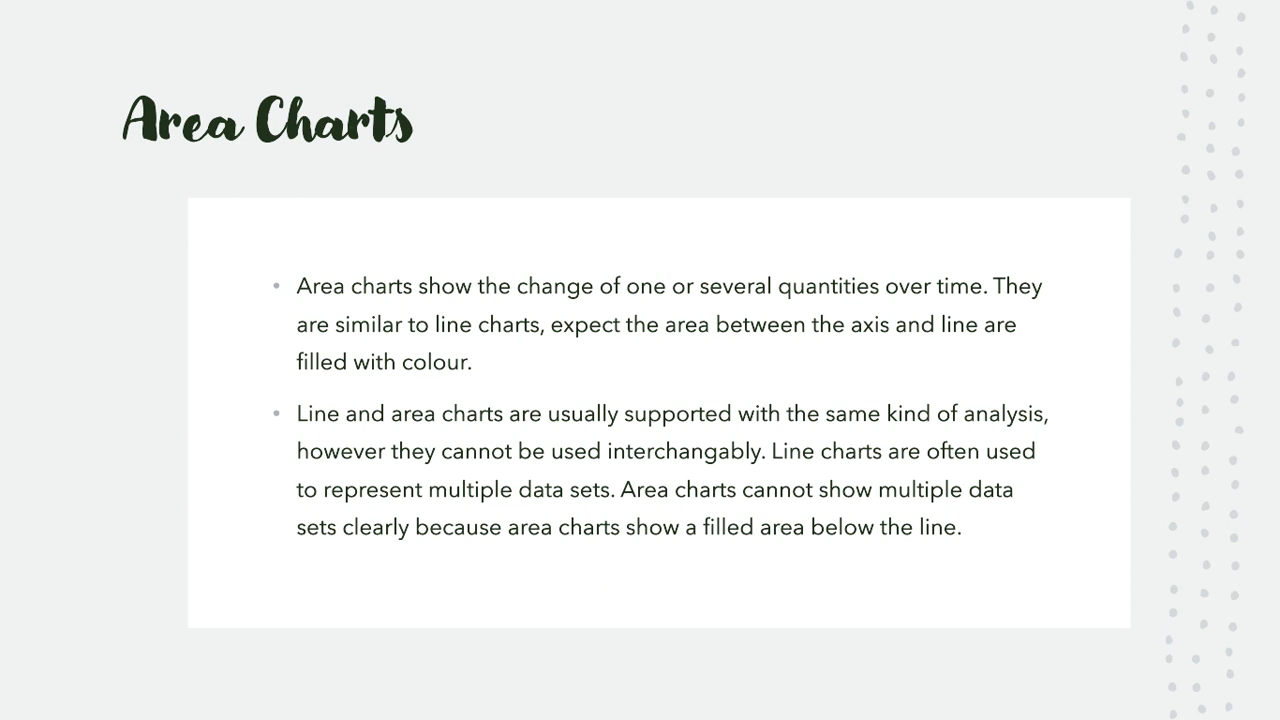 Area Charts
• Area charts show the change of one or several quantities over time. They
are similar to line charts, expect the area between the axis and line are
filled with colour.
• Line and area charts are usually supported with the same kind of analysis,
however they cannot be used interchangably. Line charts are often used
to represent multiple data sets. Area charts cannot show multiple data
sets clearly because area charts show a filled area below the line.